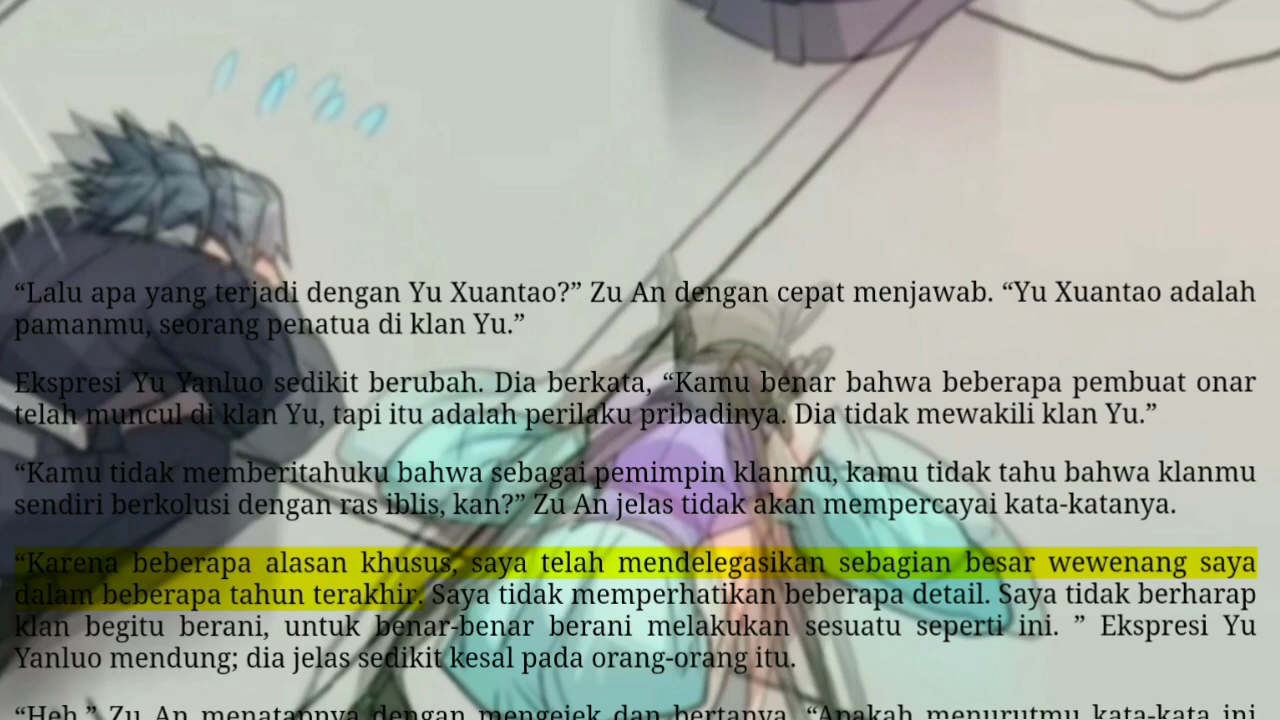 “Lalu apa yang terjadi dengan Yu Xuantao?” Zu An dengan cepat menjawab. “Yu Xuantao adalah
pamanmu, seorang penatua di klan Yu.”
Ekspresi Yu Yanluo sedikit berubah. Dia berkata, “Kamu benar bahwa beberapa pembuat onar
telah muncul di klan Yu, tapi itu adalah perilaku pribadinya. Dia tidak mewakili klan Yu.”
“Kamu tidak memberitahuku bahwa sebagai pemimpin klanmu, kamu tidak tahu bahwa klanmu
sendiri berkolusi dengan ras iblis, kan?” Zu An jelas tidak akan mempercayai kata-katanya.
“Karena beberapa alasan khusus, saya telah mendelegasikan sebagian besar wewenang saya
dalam beberapa tahun terakhir. Saya tidak memperhatikan beberapa detail. Saya tidak berharap
klan begitu berani, untuk benar-benar berani melakukan sesuatu seperti ini. ” Ekspresi Yu
Yanluo mendung; dia jelas sedikit kesal pada orang-orang itu.
“Heh,” Zu An menatapnya dengan mengejek dan bertanya, “Apakah menurutmu kata-kata ini